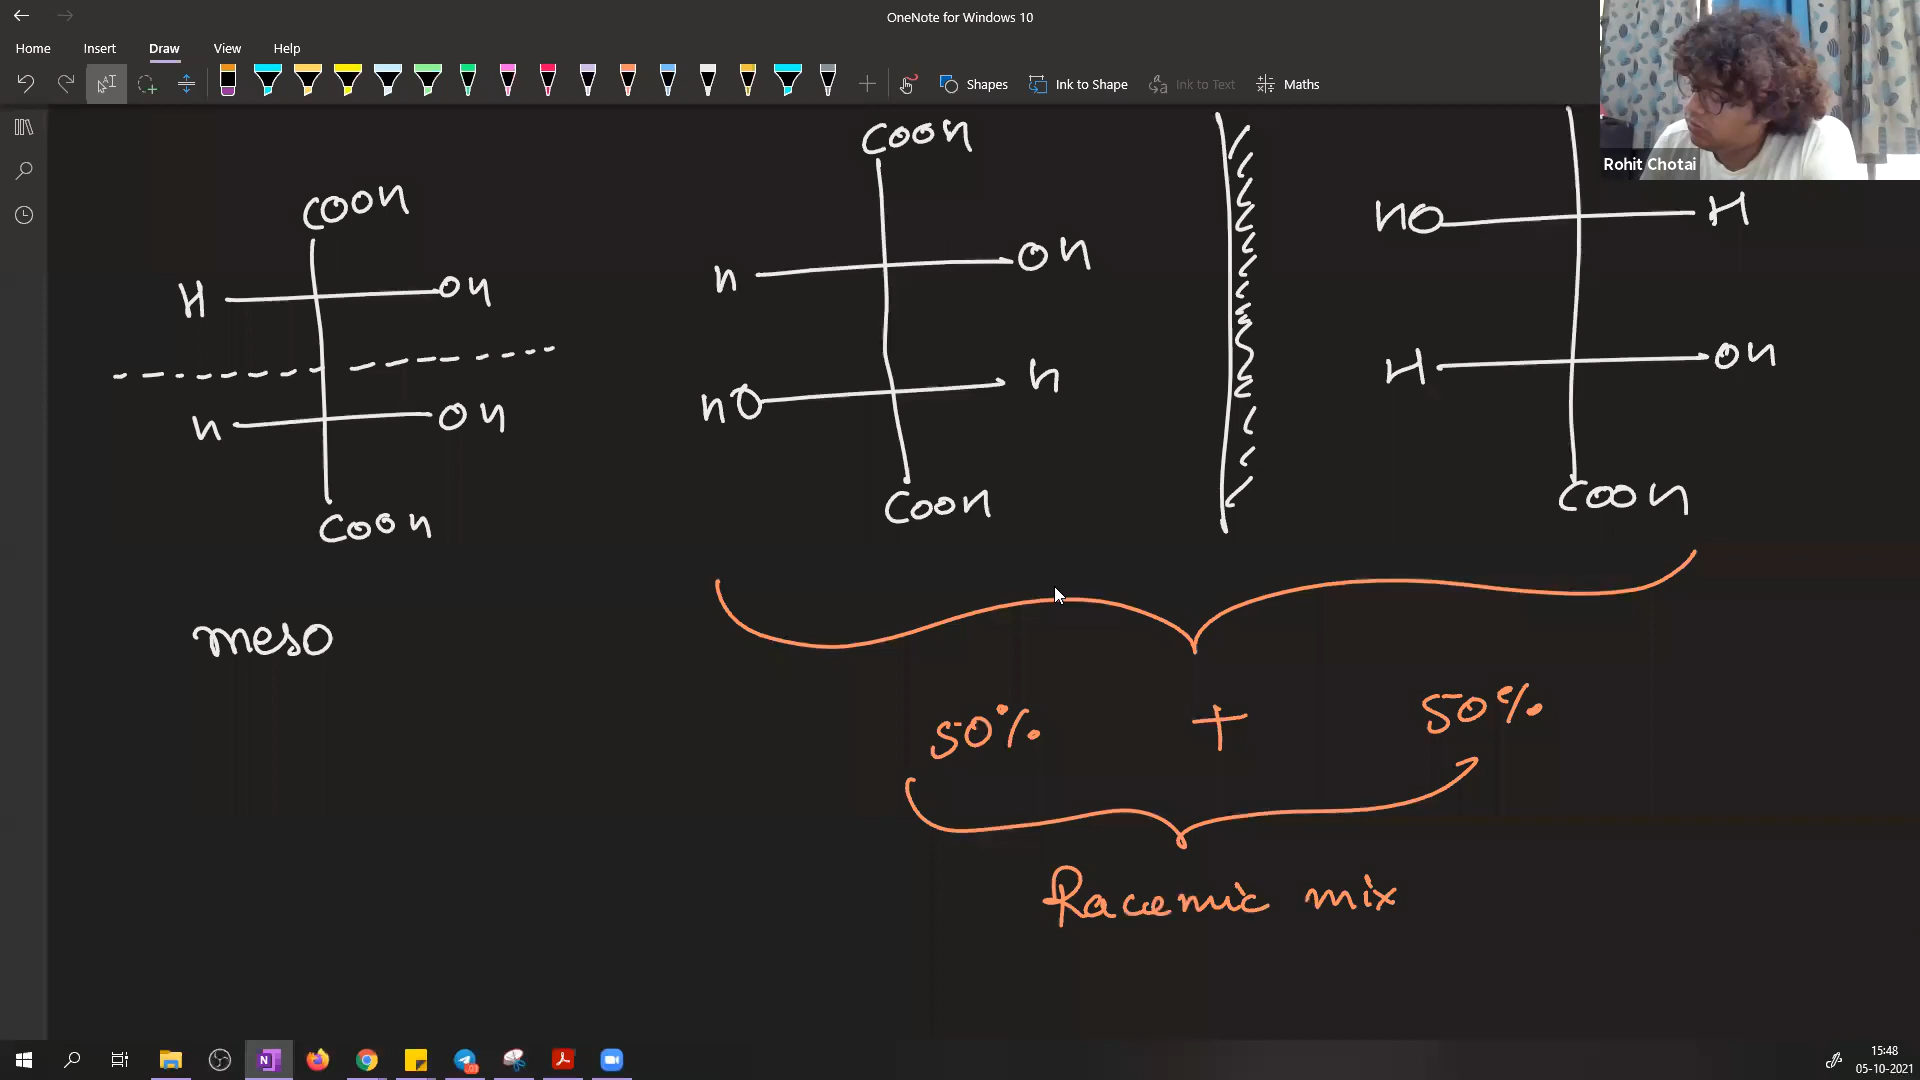 OneNote for Windows 10
Home Insert Draw View Help
Shapes Ink to Shape Ink to Text Maths
Rohit Chotai
COOH
H OH
H OH
COOH
meso
COOH
H OH
HO H
COOH
HO H
H OH
COOH
50% + 50%
Racemic mix
15:48
05-10-2021